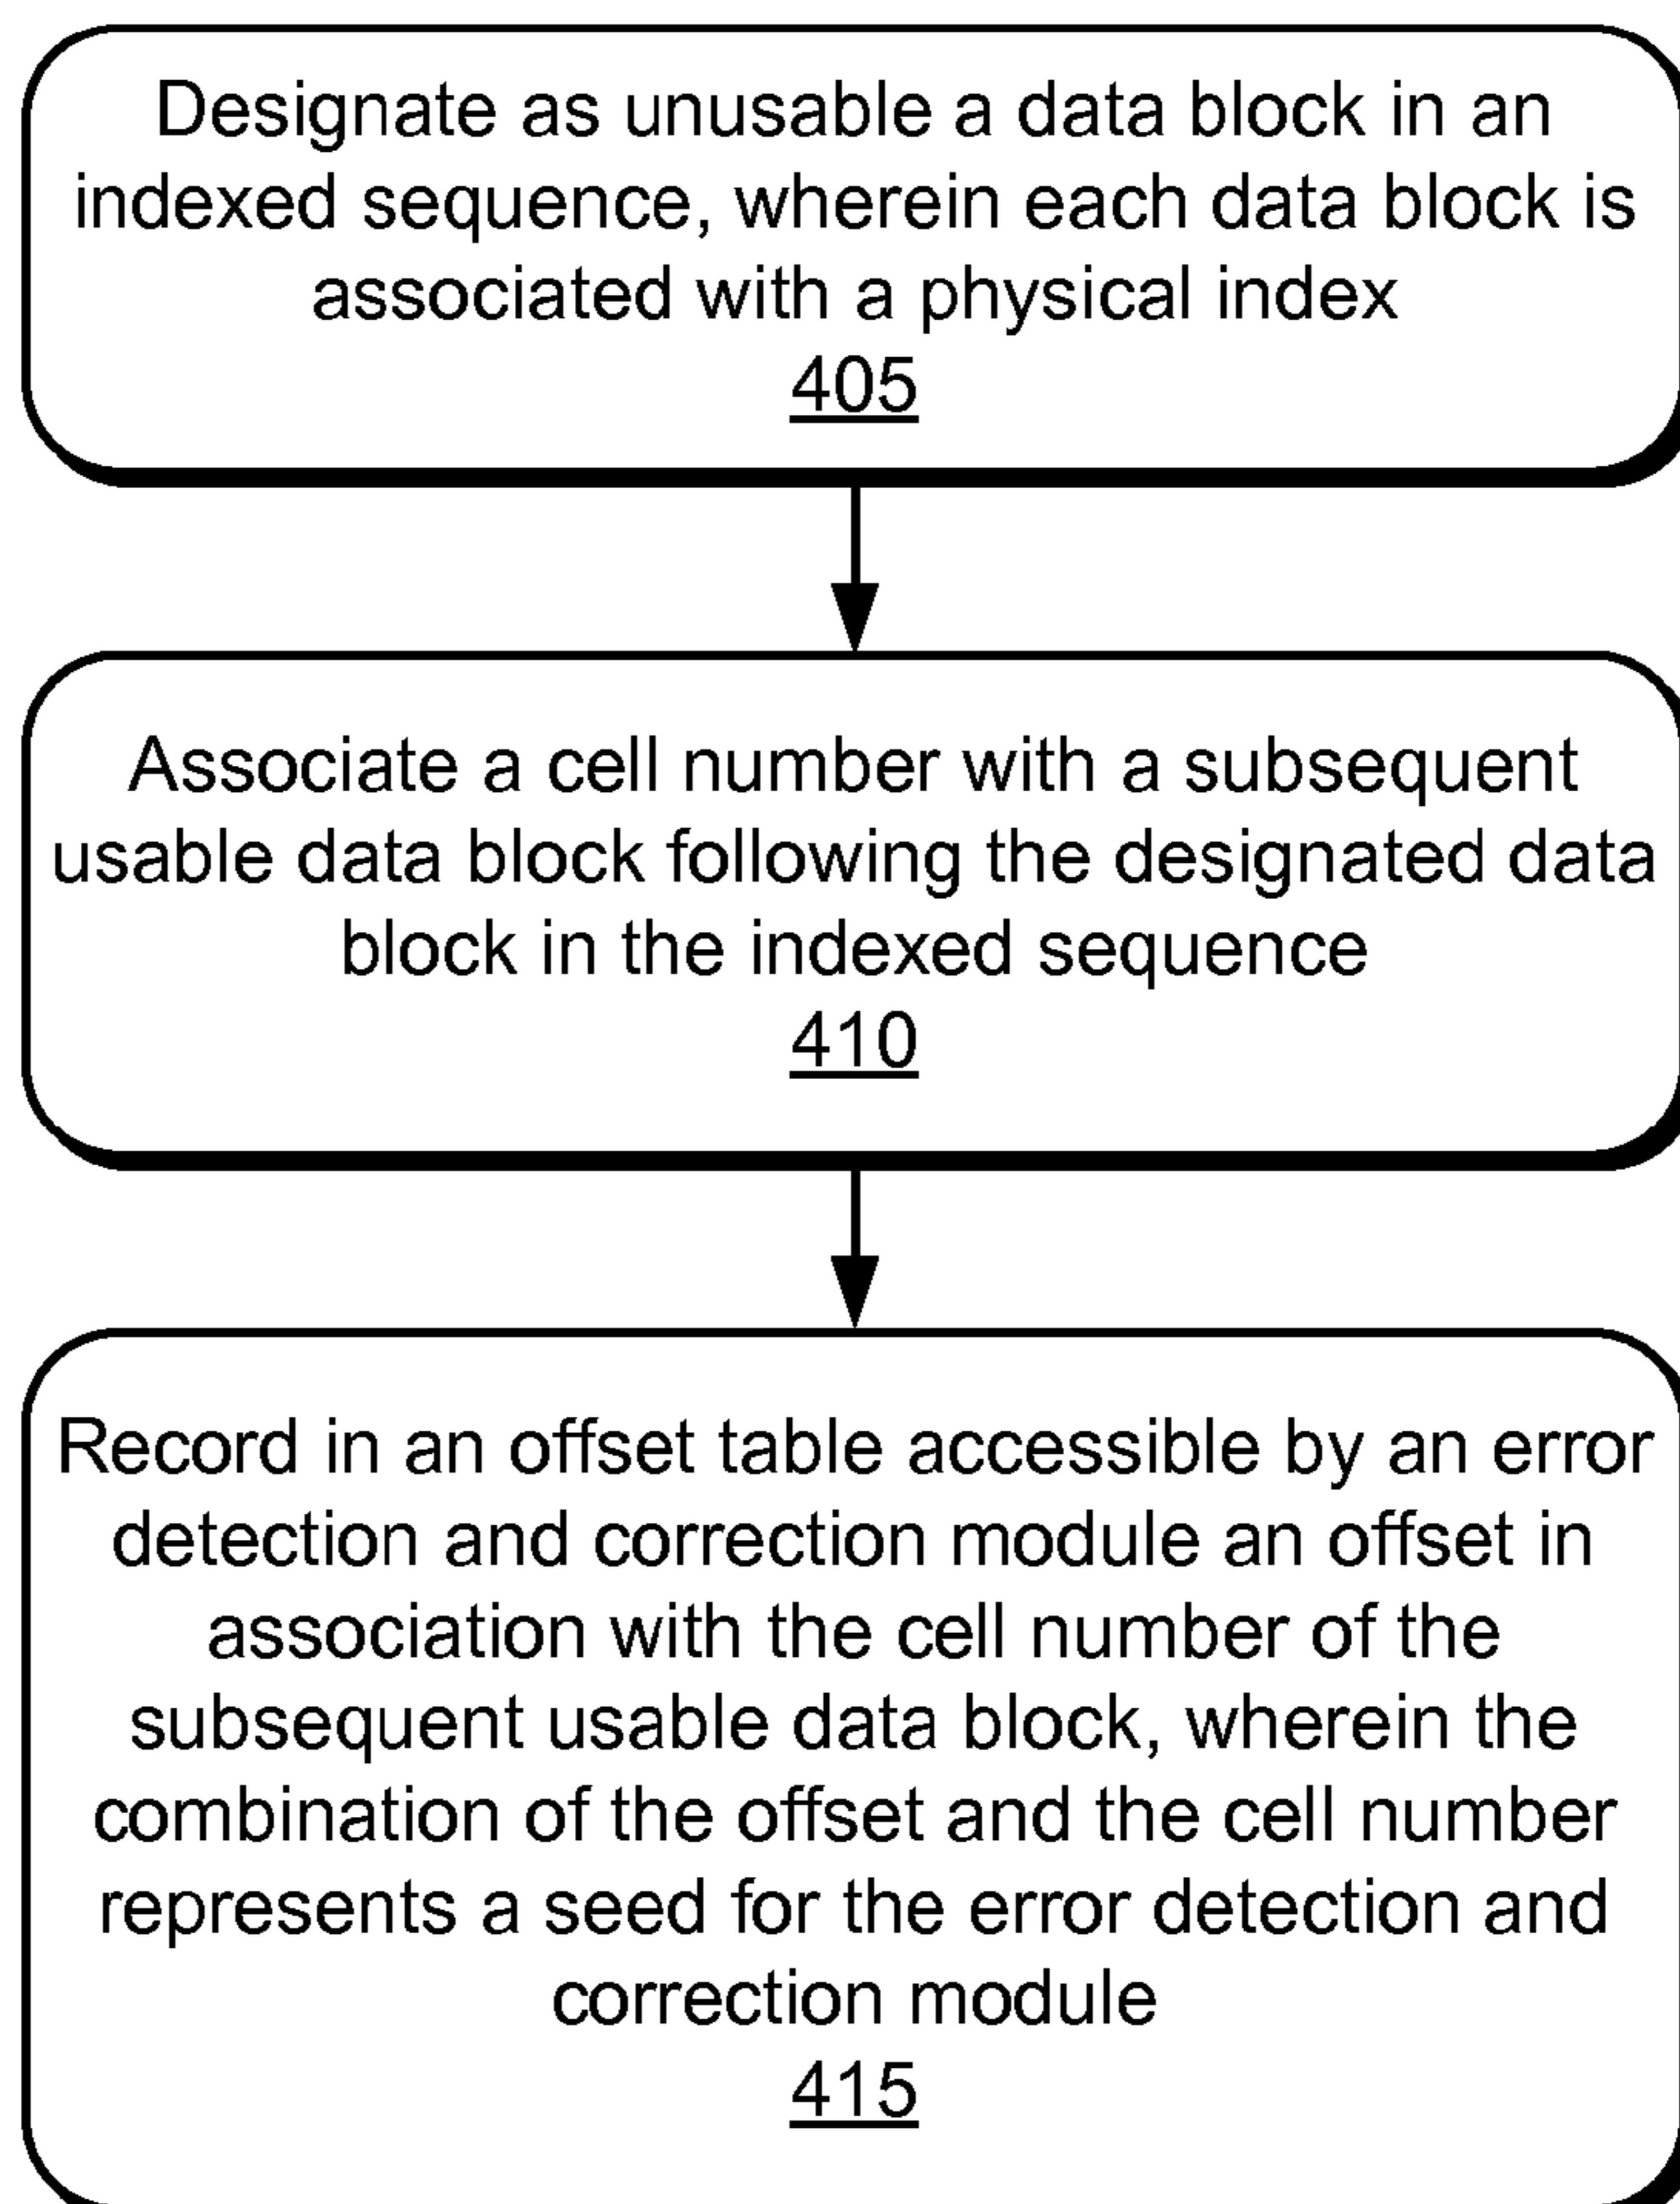 Designate as unusable a data block in an
indexed sequence, wherein each data block is
associated with a physical index
405
Associate a cell number with a subsequent
usable data block following the designated data
block in the indexed sequence
410
Record in an offset table accessible by an error
detection and correction module an offset in
association with the cell number of the
subsequent usable data block, wherein the
combination of the offset and the cell number
represents a seed for the error detection and
correction module
415